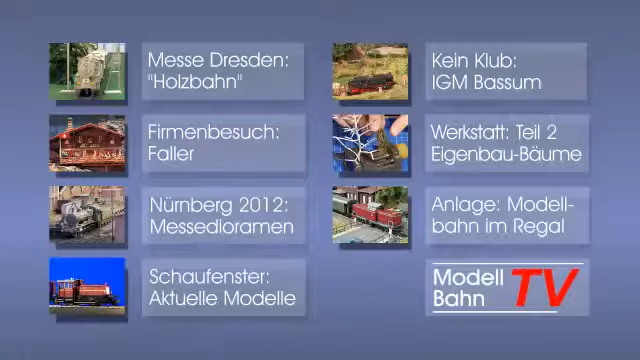 Messe Dresden:
"Holzbahn"
Firmenbesuch:
Faller
Nürnberg 2012:
Messedioramen
Schaufenster:
Aktuelle Modelle
Kein Klub:
IGM Bassum
Werkstatt: Teil 2
Eigenbau-Bäume
Anlage: Modell-
bahn im Regal
Modell
Bahn TV